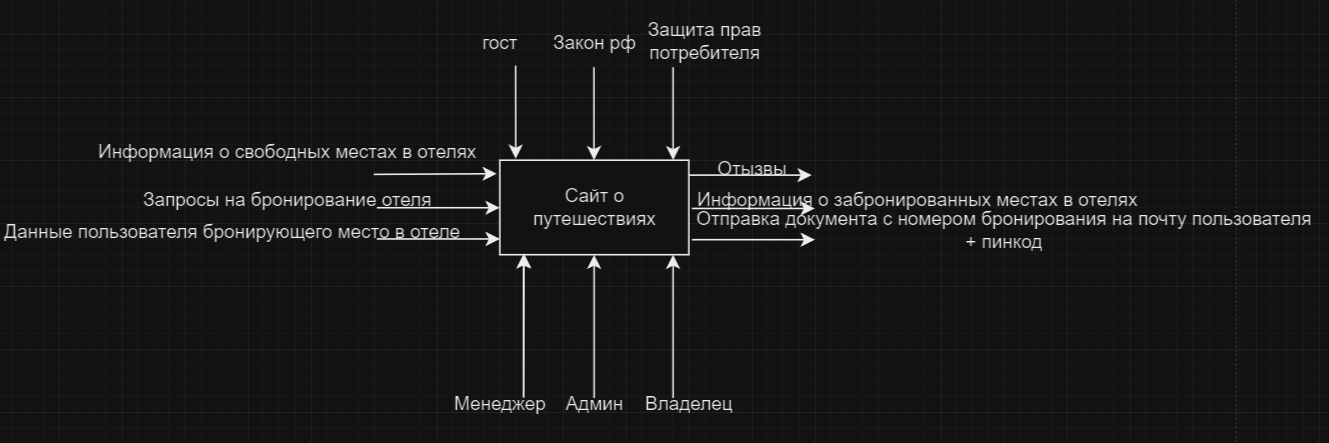 гост
Закон рф
Защита прав
потребителя
Информация о свободных местах в отелях
Запросы на бронирование отеля
Данные пользователя бронирующего место в отеле
Сайт о
путешествиях
Отызвы
Информация о забронированных местах в отелях
Отправка документа с номером бронирования на почту пользователя
+ пинкод
Менеджер
Админ
Владелец